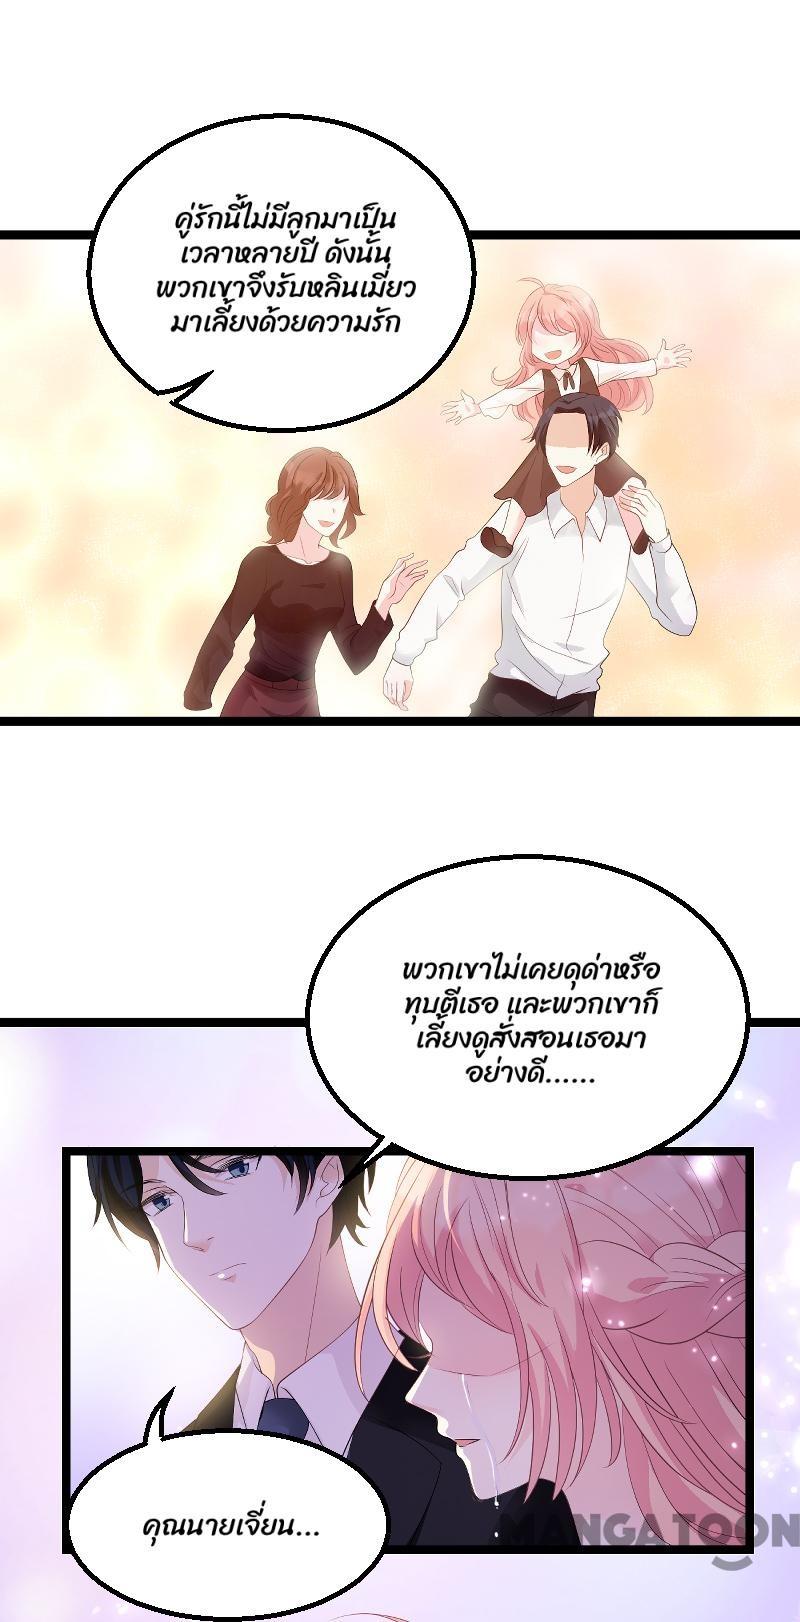 คู่รักนี้ไม่มีลูกมาเป็น
เวลาหลายปี ดังนั้น
พวกเขาจึงรับหลินเมี่ยว
มาเลี้ยงด้วยความรัก
พวกเขาไม่เคยดุด่าหรือ
ทุบตีเธอ และพวกเขาก็
เลี้ยงดูสั่งสอนเธอมา
อย่างดี......
คุณนายเจี่ยน...
MANGATOON